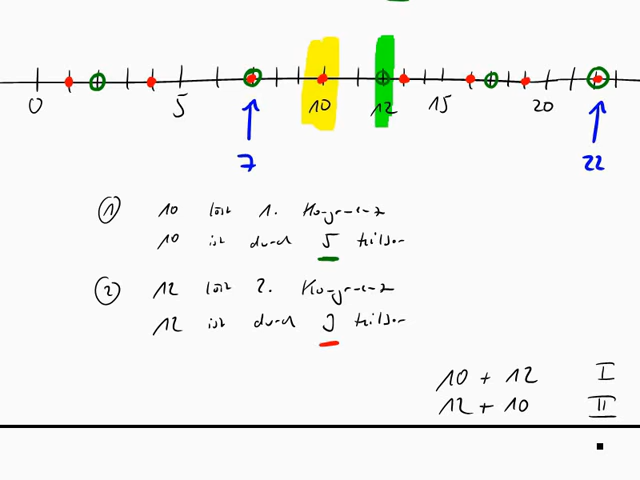 0 5 10 12 15 20
7 22
① 10 löst 1. Kongruenz
10 ist durch 5 teilbar
② 12 löst 2. Kongruenz
12 ist durch 3 teilbar
10 + 12 I
12 + 10 II